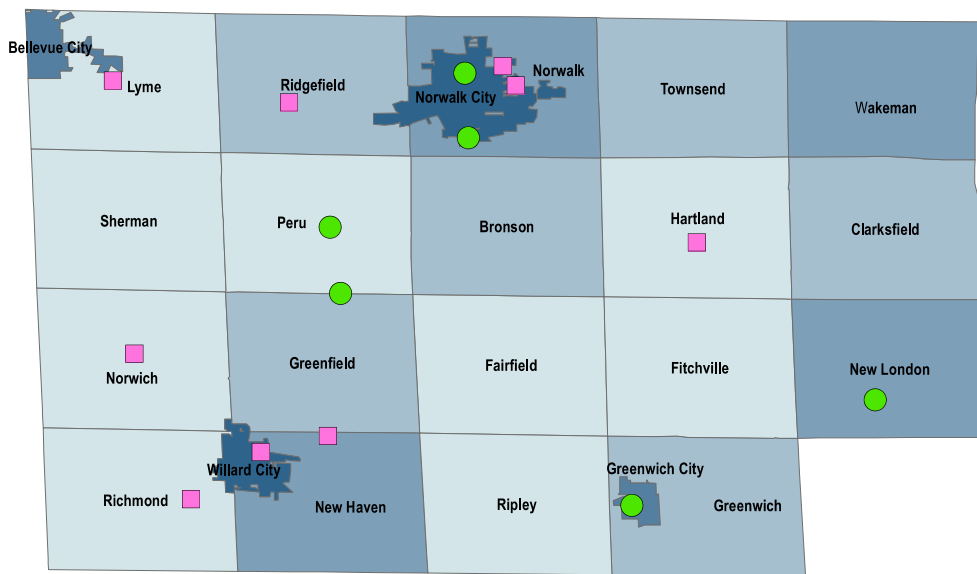 Bellevue City
Lyme
Ridgefield
Norwalk City
Norwalk
Townsend
Wakeman
Sherman
Peru
Bronson
Hartland
Clarksfield
Norwich
Greenfield
Fairfield
Fitchville
New London
Richmond
Willard City
New Haven
Ripley
Greenwich City
Greenwich